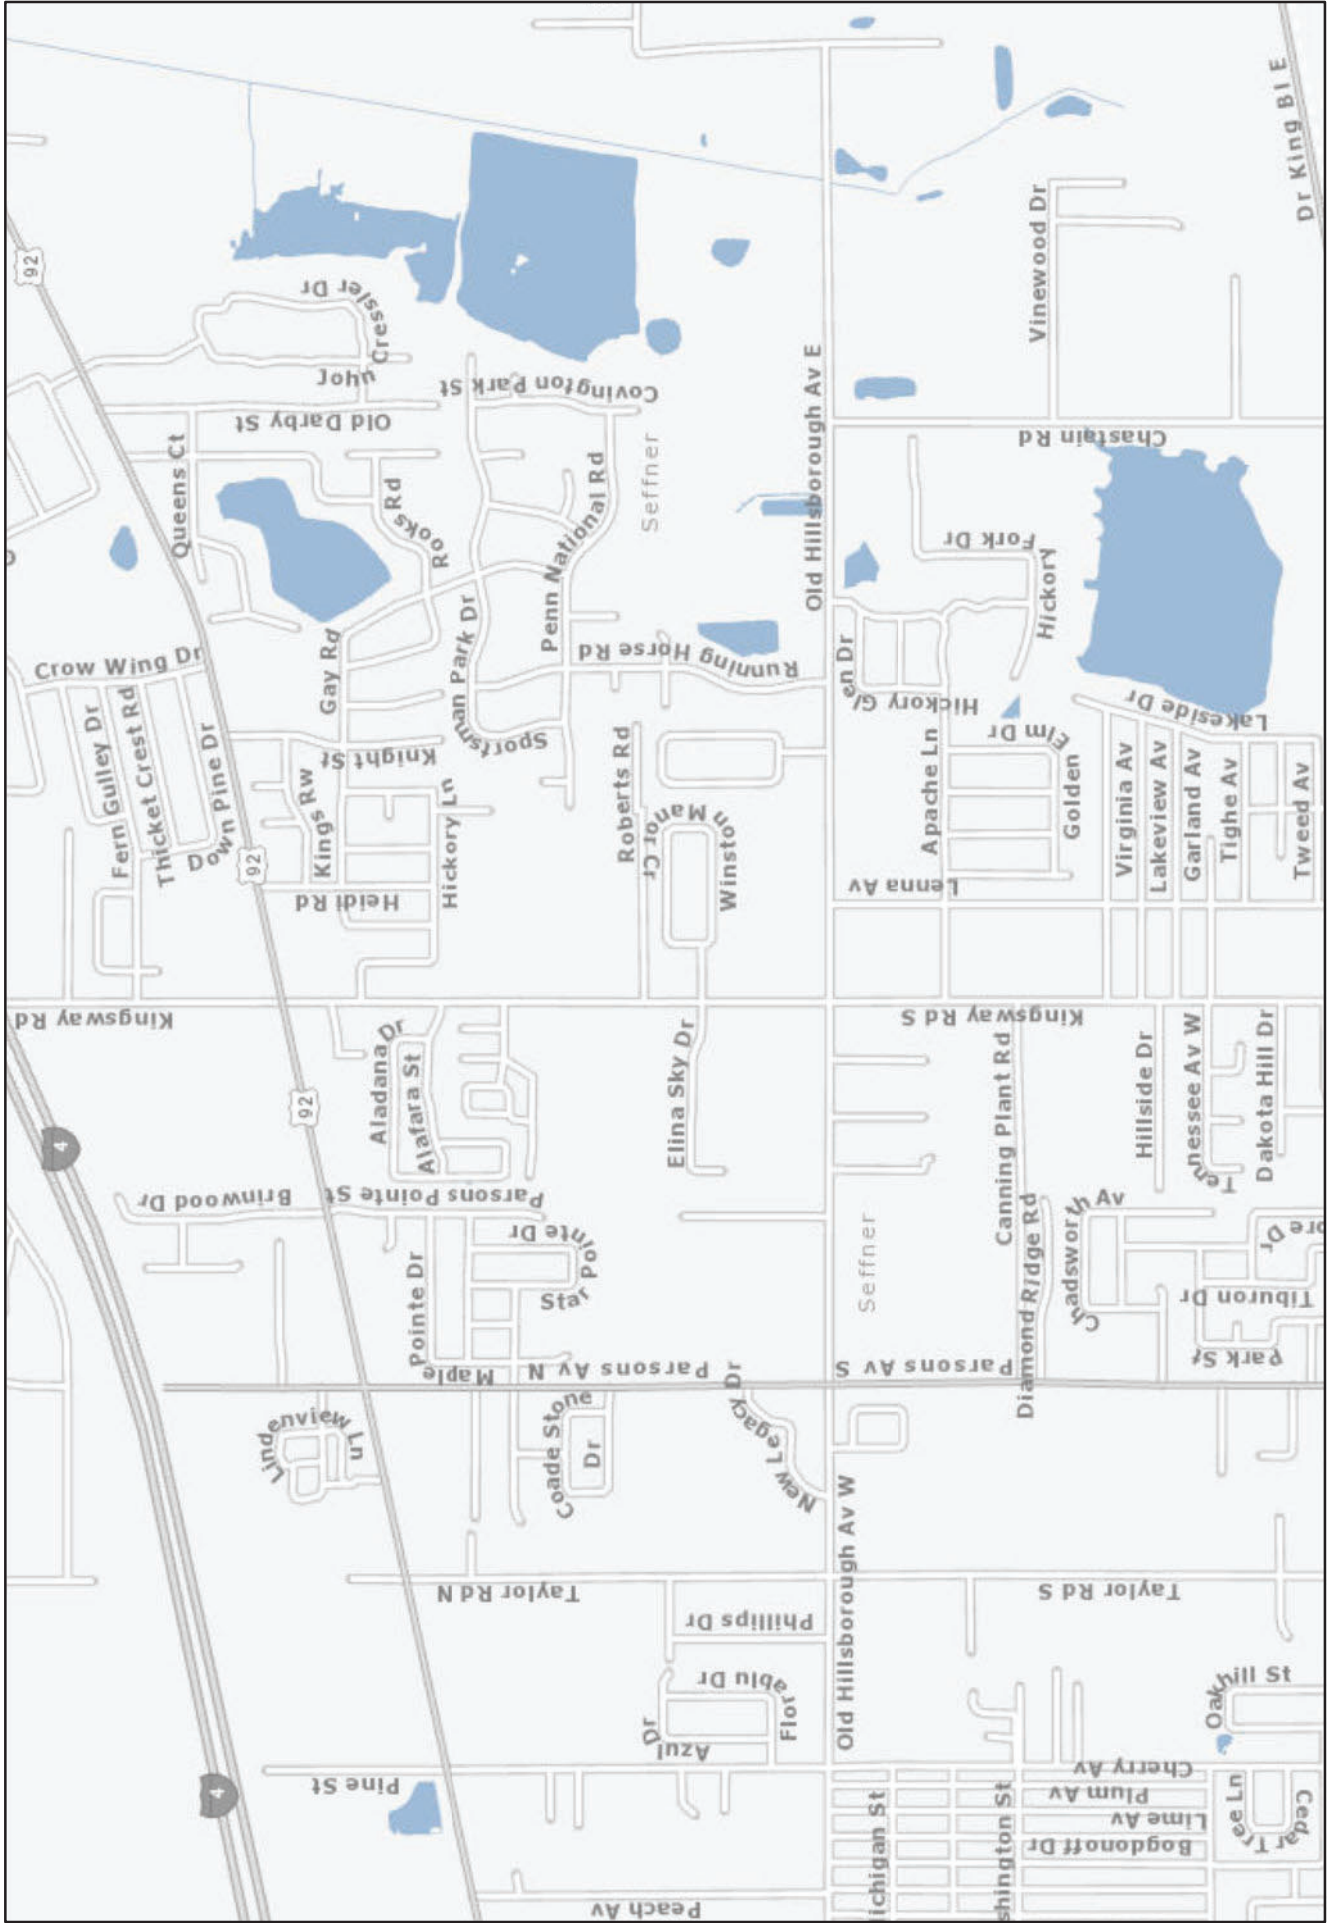 92
Dr King Bl E
John Cressler Dr
Vinewood Dr
Old Darby St
Covington Park St
Old Hillsborough Av E
Chastain Rd
Queens Ct
Rooks Rd
Penn National Rd
Seffner
Hickory Fork Dr
Crow Wing Dr
Gay Rd
Sportsman Park Dr
Running Horse Rd
Hickory Glen Dr
Lakeside Dr
Golden Elm Dr
Fern Gulley Dr
Thicket Crest Rd
Down Pine Dr
Knight St
Kings Rw
Hickory Ln
Roberts Rd
Winston Manor Cr
Apache Ln
Virginia Av
Lakeview Av
Garland Av
Tighe Av
Tweed Av
92
Heidi Rd
Lenna Av
Kingsway Rd
Kingsway Rd S
4
92
Aladana Dr
Alafara St
Elina Sky Dr
Canning Plant Rd
Hillside Dr
Tennessee Av W
Dakota Hill Dr
Brinwood Dr
Parsons Pointe St
Star Pointe Dr
Maple Pointe Dr
Seffner
Diamond Ridge Rd
Chadsworth Av
ore Dr
Tiburon Dr
Park St
Parsons Av N
Parsons Av S
Lindenview Ln
Coade Stone Dr
New Legacy Dr
Old Hillsborough Av W
Taylor Rd N
Taylor Rd S
Phillips Dr
Florablu Dr
Azul Dr
Oakhill St
4
Pine St
Cherry Av
Plum Av
Lime Av
Bogdonoff Dr
Cedar Tree Ln
ichigan St
shington St
Peach Av